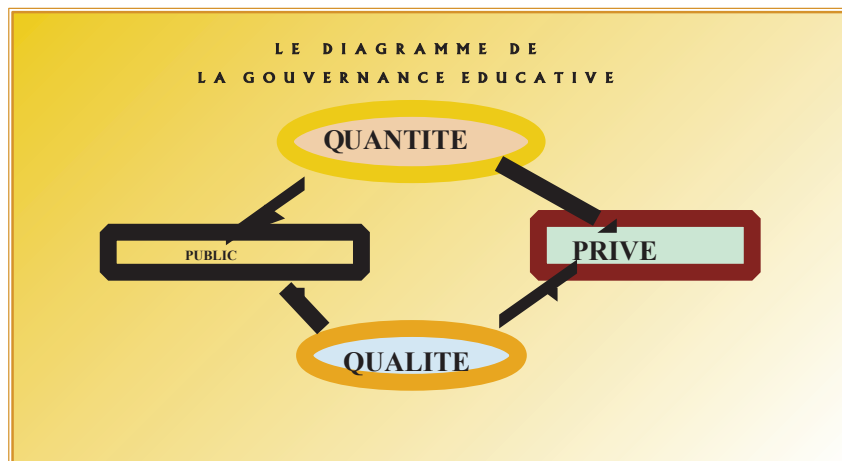 LE DIAGRAMME DE
LA GOUVERNANCE EDUCATIVE
QUANTITE
PUBLIC
PRIVE
QUALITE